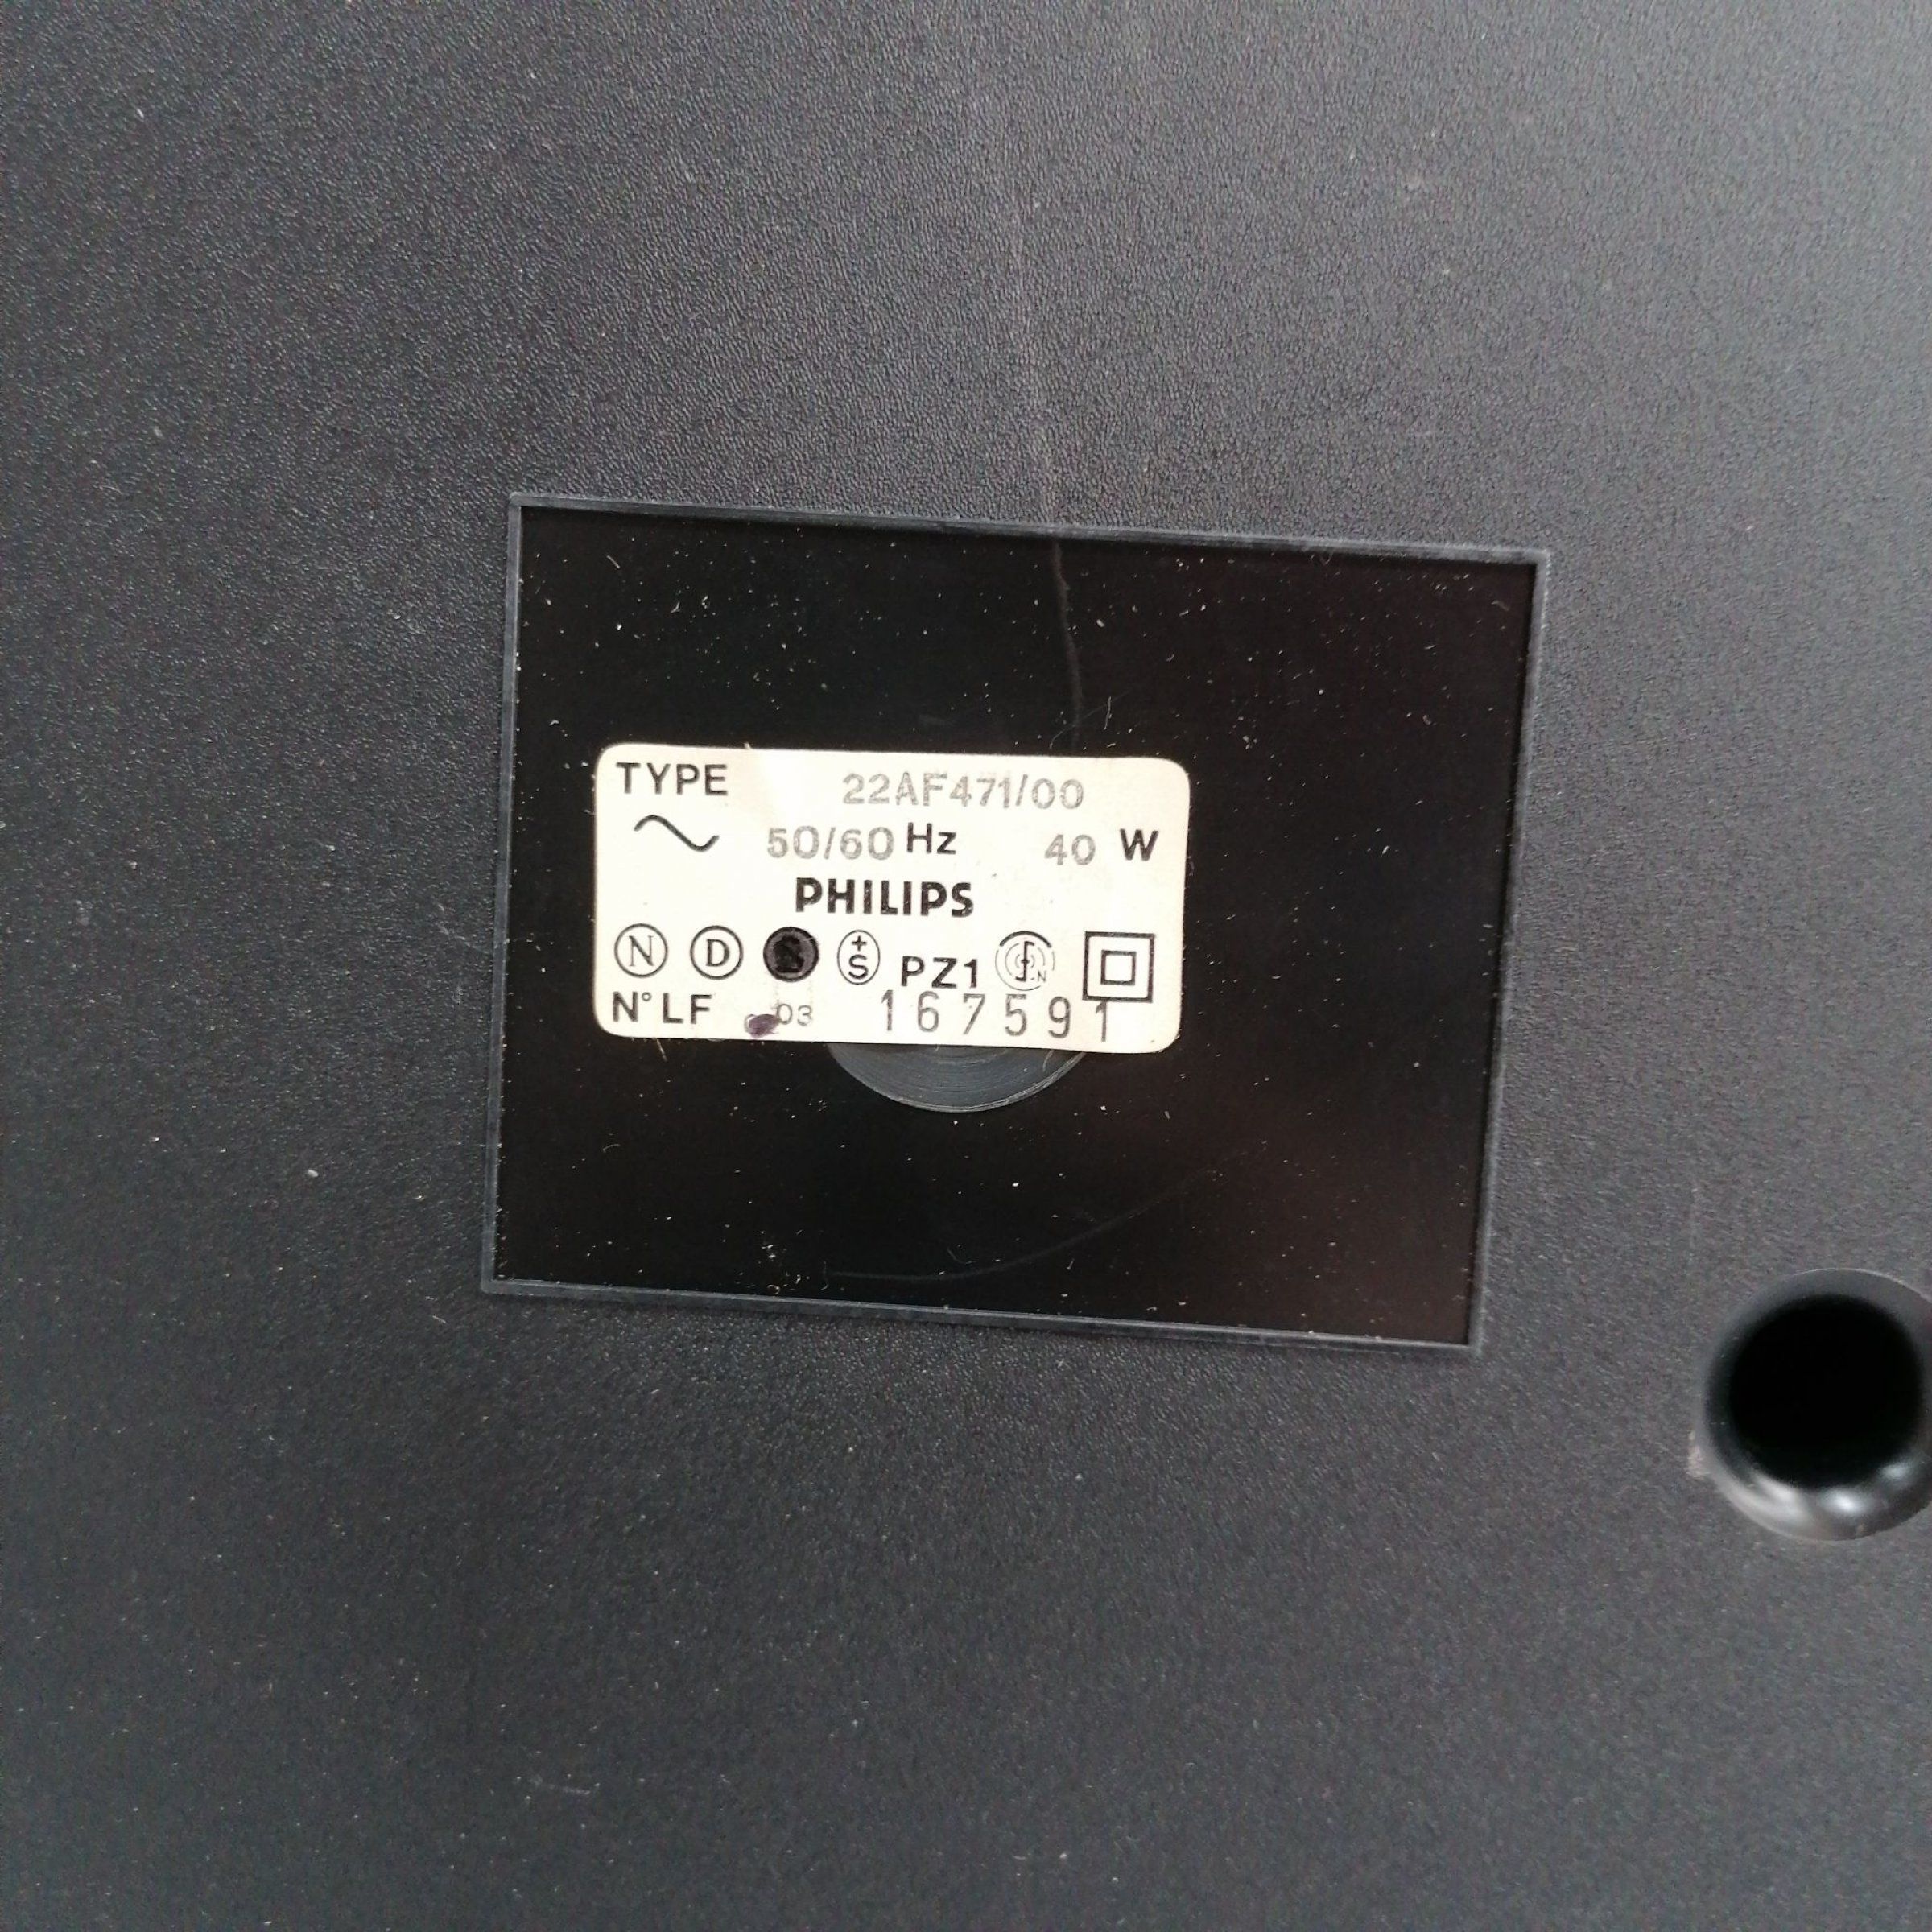 TYPE 22AF471/00
50/60 Hz 40 W
PHILIPS
N D S +S PZ1 N
N° LF 03 167591